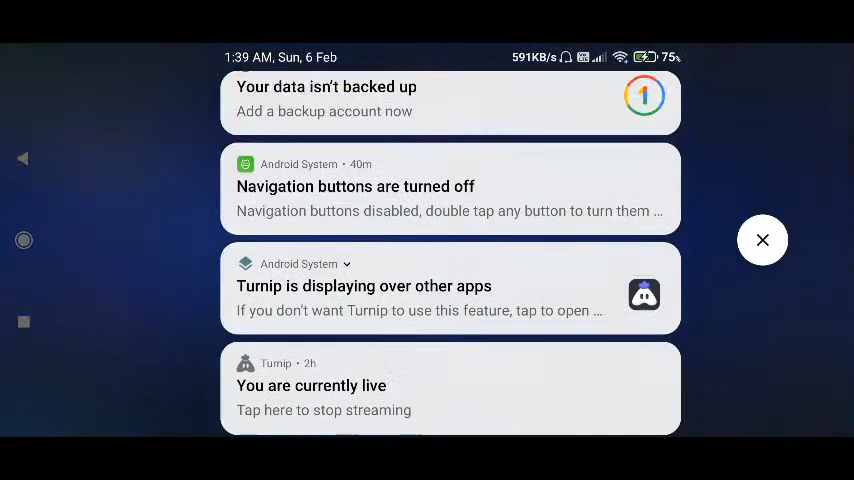 1:39 AM, Sun, 6 Feb 591KB/s 75%
Your data isn't backed up
Add a backup account now
Android System • 40m
Navigation buttons are turned off
Navigation buttons disabled, double tap any button to turn them ...
Android System
Turnip is displaying over other apps
If you don't want Turnip to use this feature, tap to open ...
Turnip • 2h
You are currently live
Tap here to stop streaming